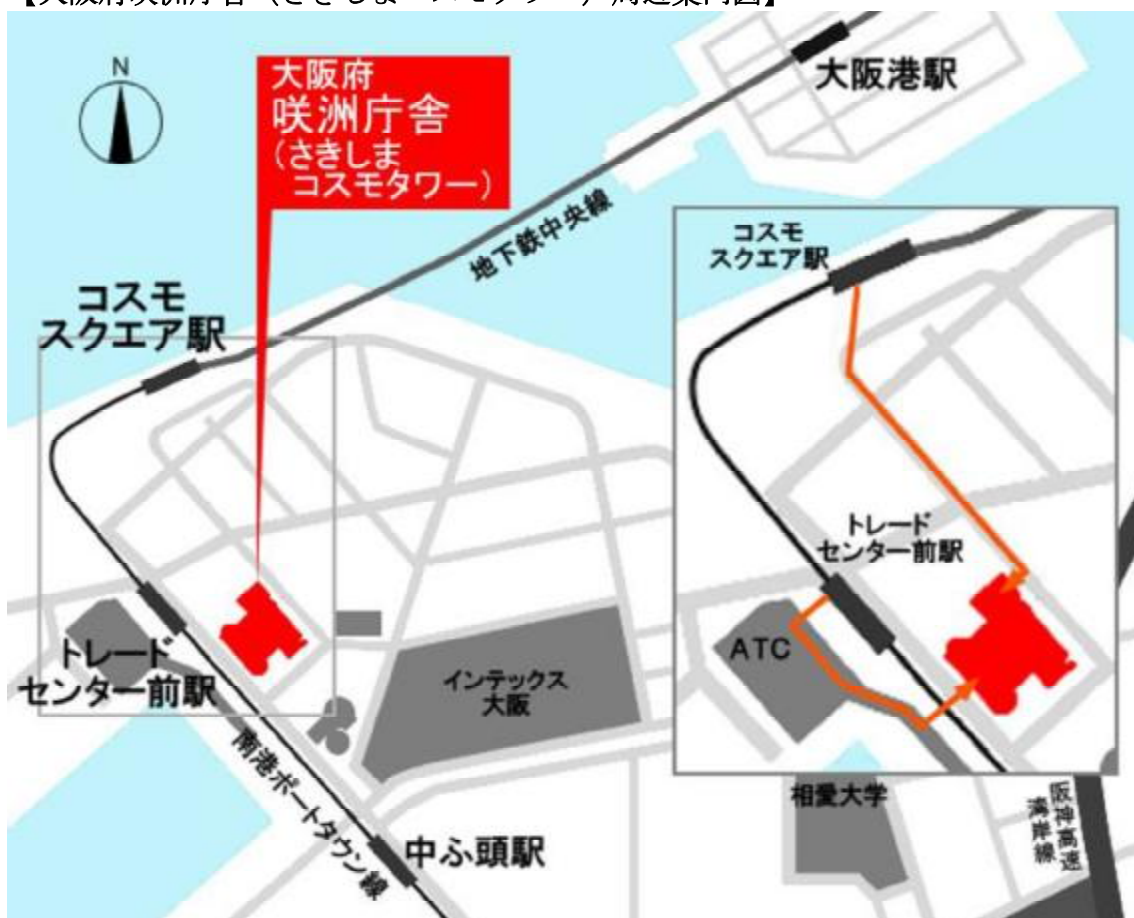 N
大阪府
咲洲庁舎
(さきしま
コスモタワー)
大阪港駅
地下鉄中央線
コスモ
スクエア駅
トレード
センター前駅
インテックス
大阪
南港ポートタウン線
中ふ頭駅
コスモ
スクエア駅
トレード
センター前駅
ATC
相愛大学
阪神高速
湾岸線